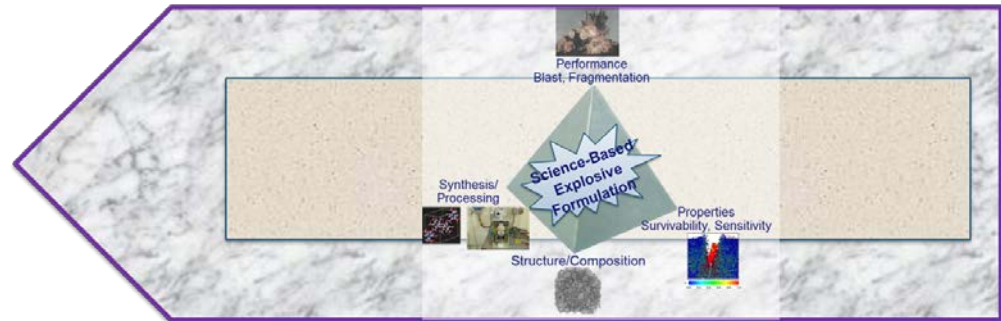 Performance
Blast, Fragmentation
Science-Based
Explosive
Formulation
Synthesis/
Processing
Properties
Survivability, Sensitivity
Structure/Composition